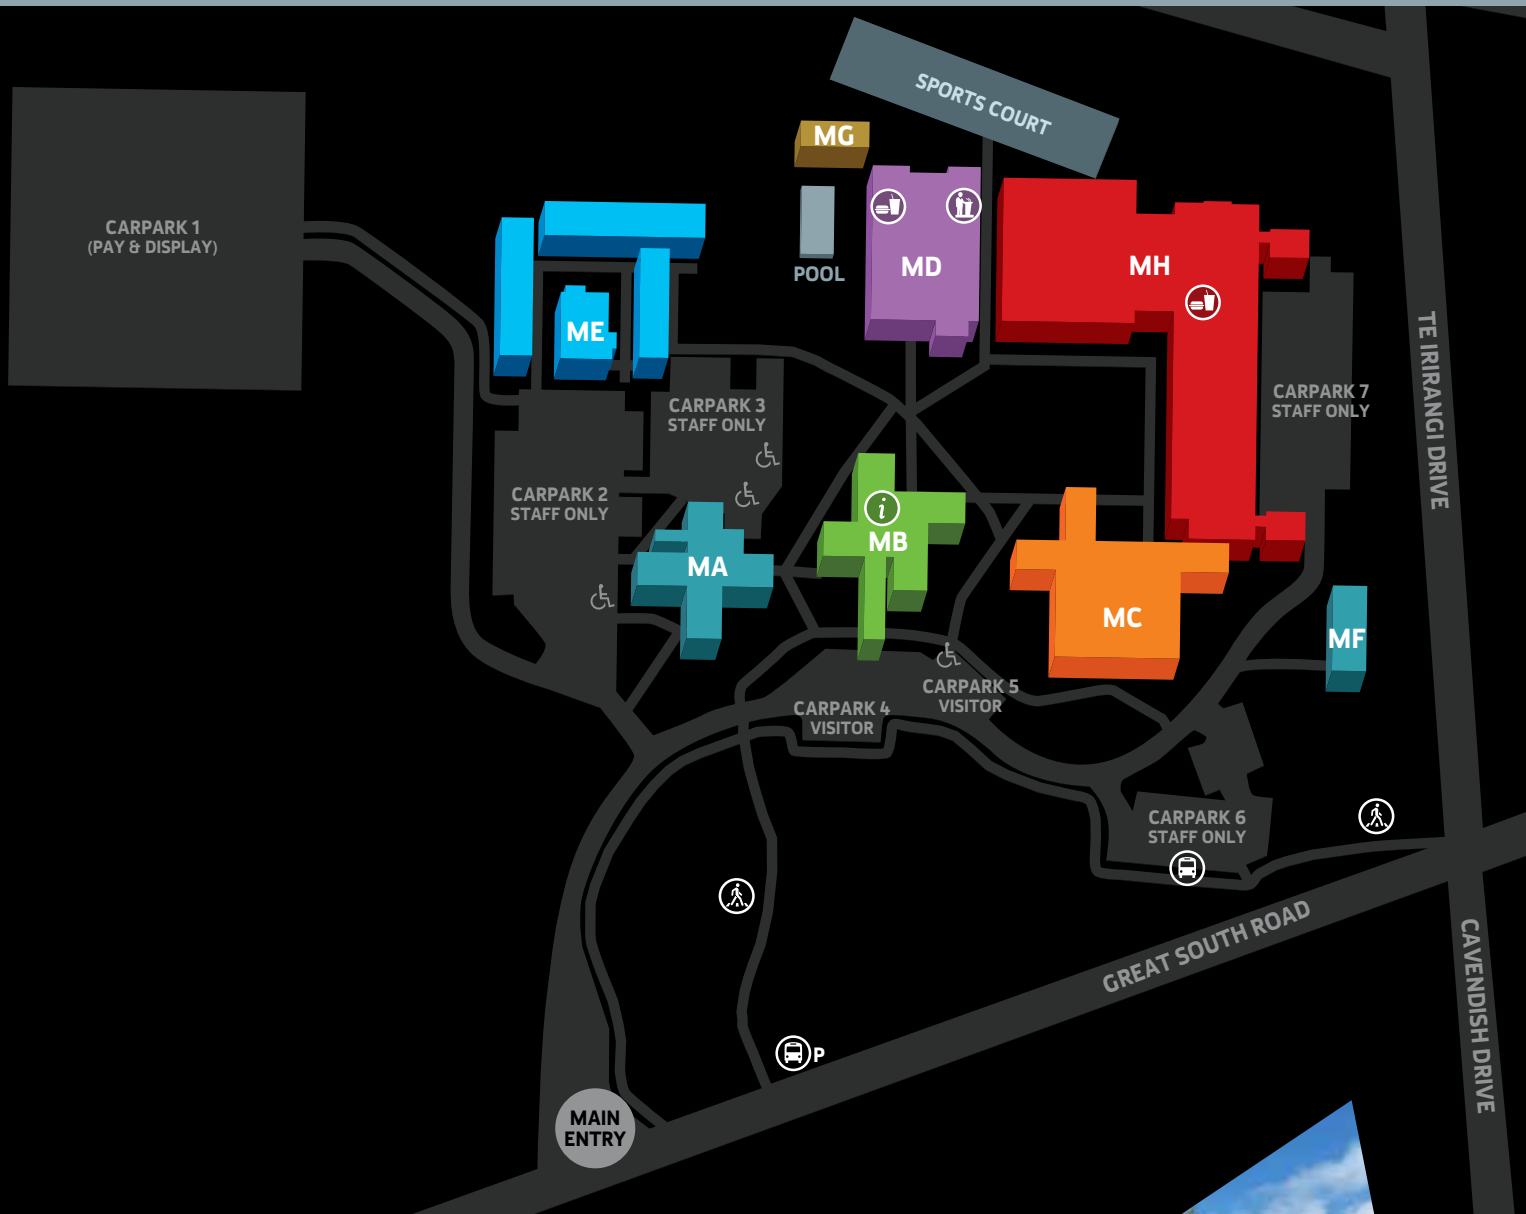 SPORTS COURT
MG
CARPARK 1
(PAY & DISPLAY)
POOL
MD
MH
ME
TE IRIRANGI DRIVE
CARPARK 3
STAFF ONLY
CARPARK 7
STAFF ONLY
CARPARK 2
STAFF ONLY
i
MB
MA
MC
MF
CARPARK 5
VISITOR
CARPARK 4
VISITOR
CARPARK 6
STAFF ONLY
GREAT SOUTH ROAD
CAVENDISH DRIVE
P
MAIN
ENTRY